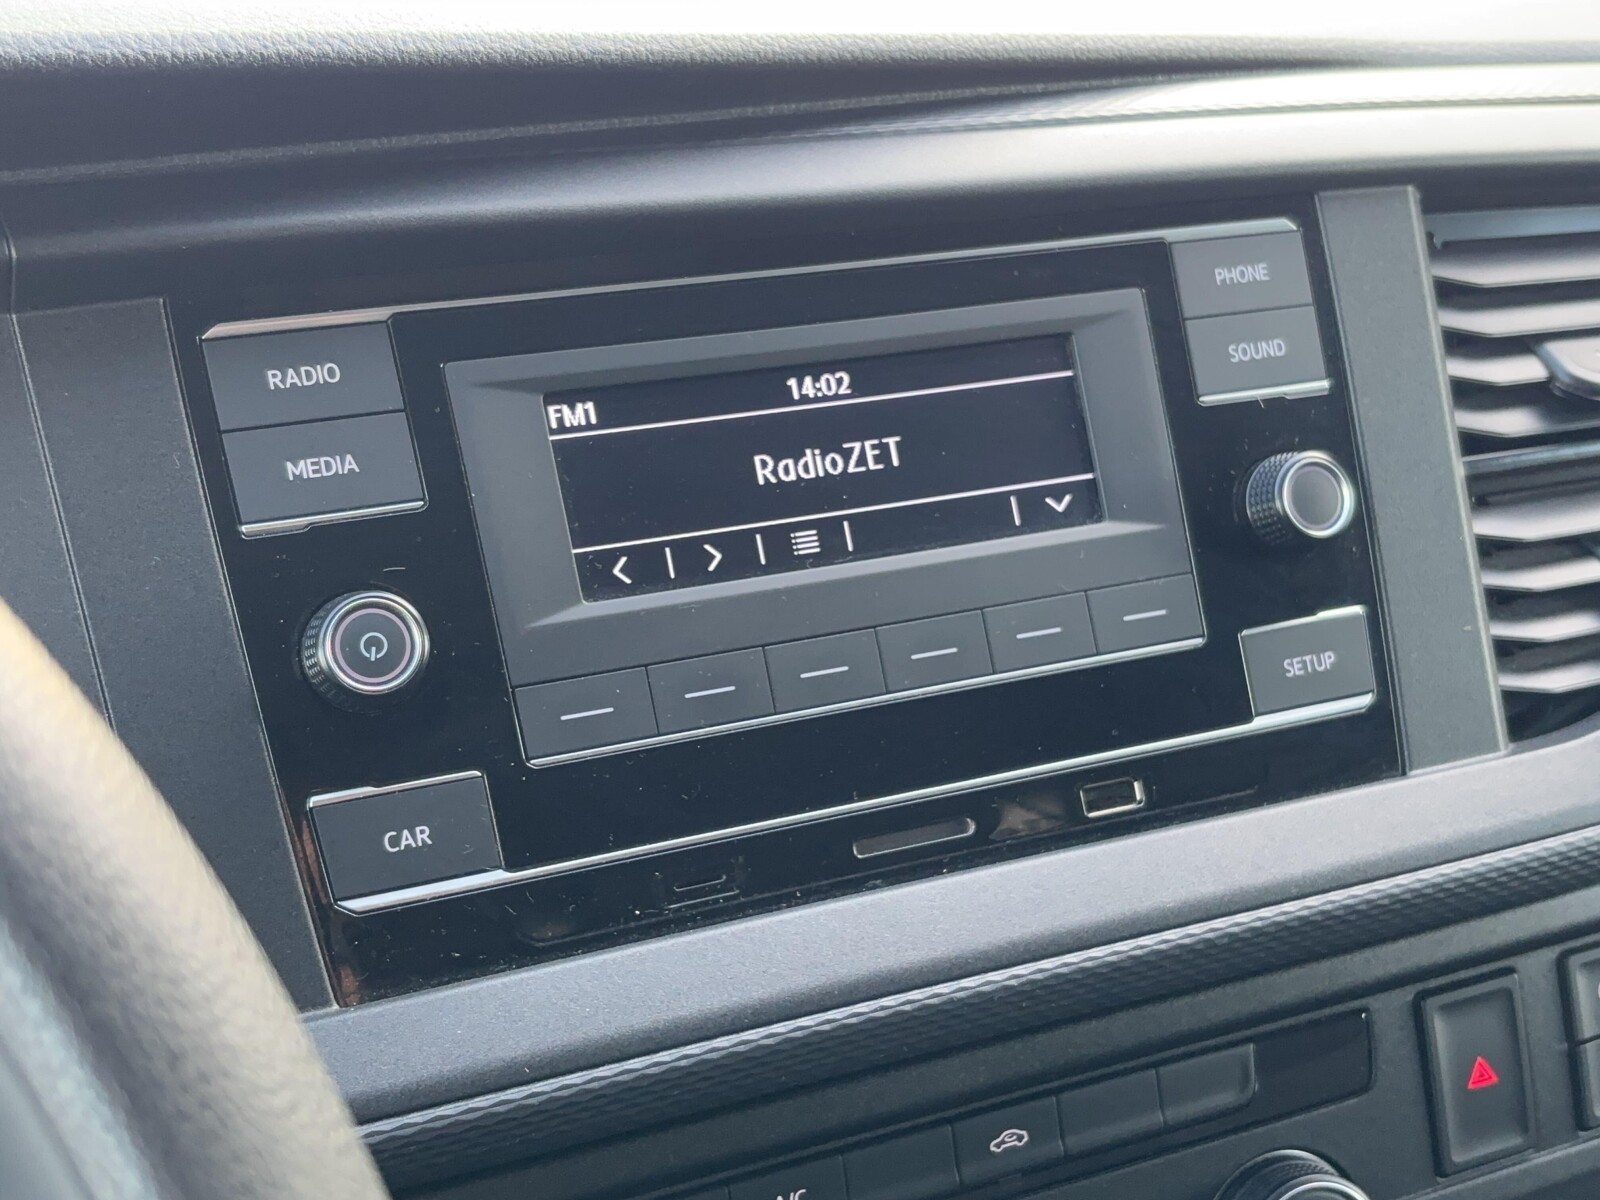 RADIO
MEDIA
CAR
14:02
FM1
RadioZET
PHONE
SOUND
SETUP
A/C